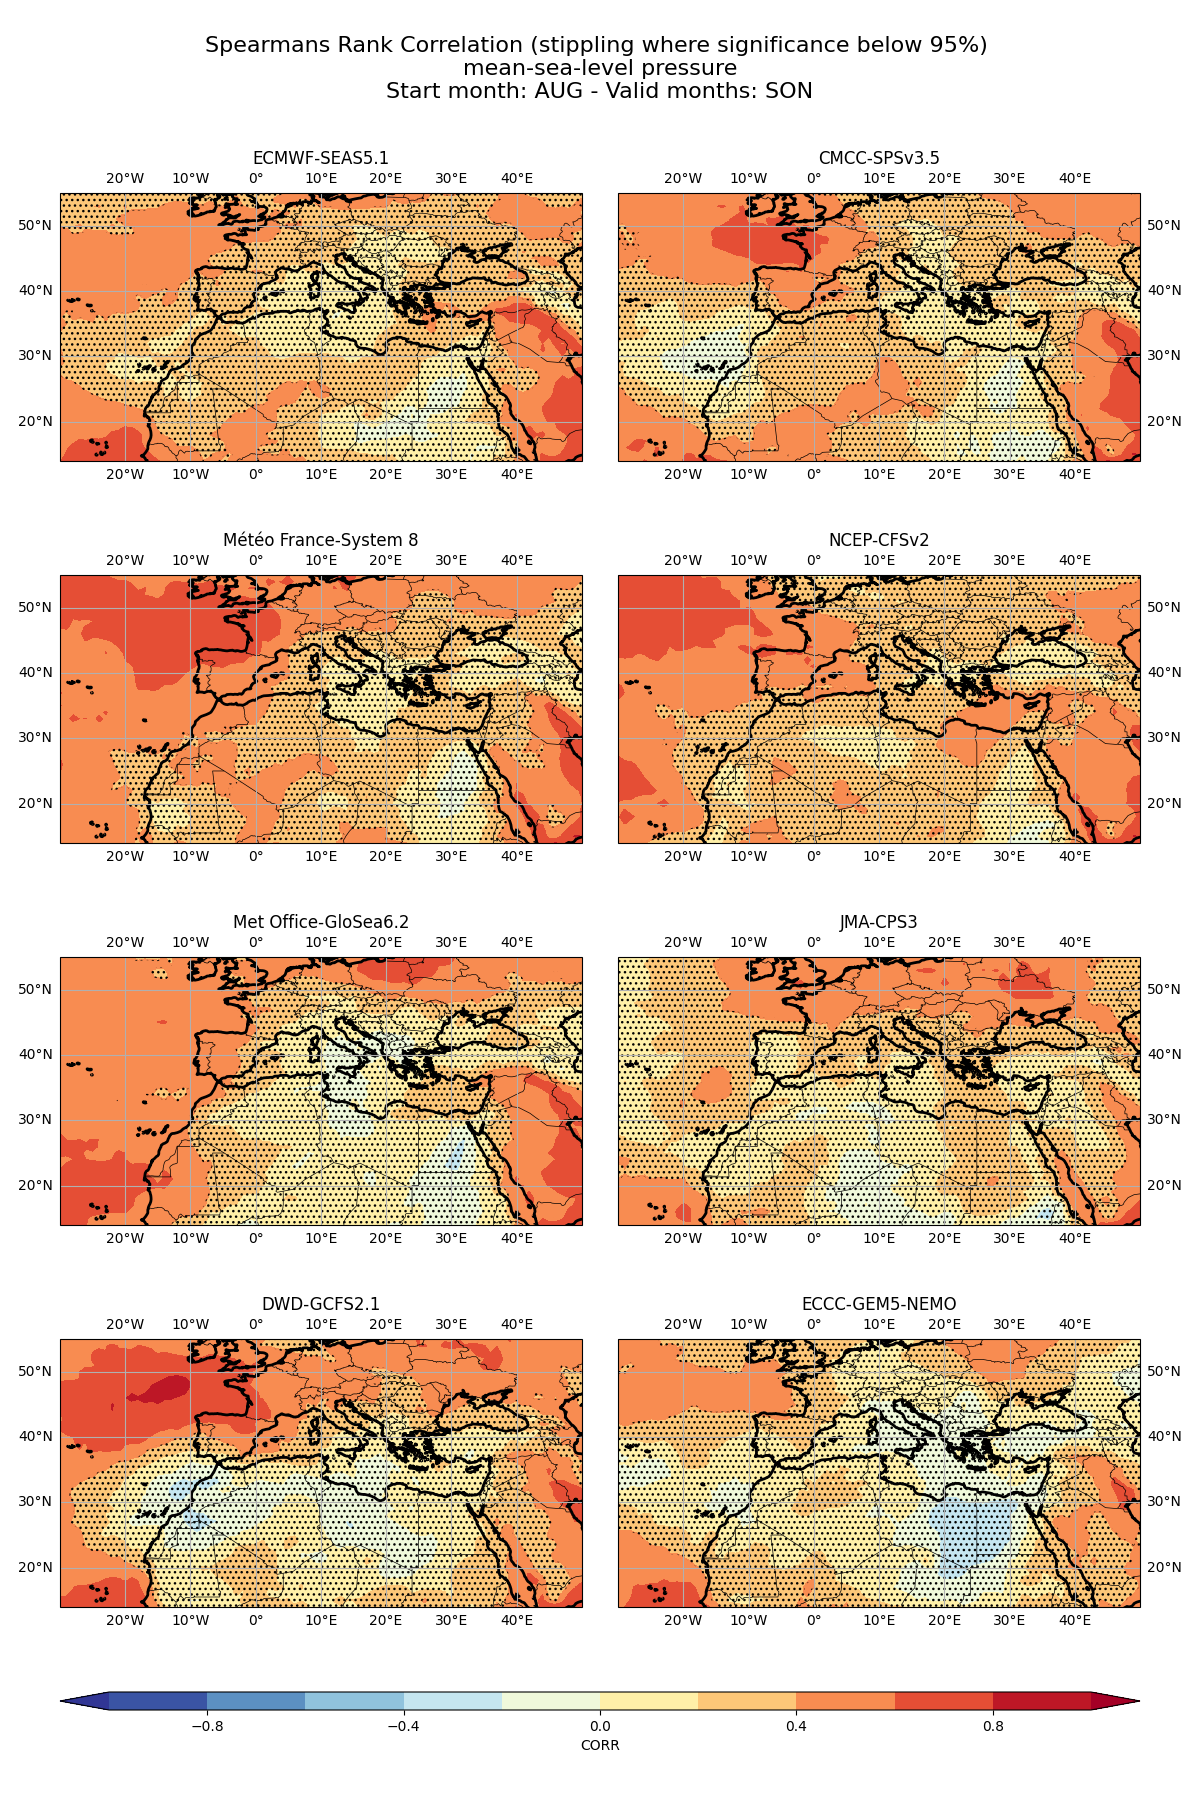 Spearmans Rank Correlation (stippling where significance below 95%)
mean-sea-level pressure
Start month: AUG - Valid months: SON
ECMWF-SEAS5.1
CMCC-SPSv3.5
20°W 10°W 0° 10°E 20°E 30°E 40°E
20°W 10°W 0° 10°E 20°E 30°E 40°E
50°N
50°N
40°N
40°N
30°N
30°N
20°N
20°N
20°W 10°W 0° 10°E 20°E 30°E 40°E
20°W 10°W 0° 10°E 20°E 30°E 40°E
Météo France-System 8
NCEP-CFSv2
20°W 10°W 0° 10°E 20°E 30°E 40°E
20°W 10°W 0° 10°E 20°E 30°E 40°E
50°N
50°N
40°N
40°N
30°N
30°N
20°N
20°N
20°W 10°W 0° 10°E 20°E 30°E 40°E
20°W 10°W 0° 10°E 20°E 30°E 40°E
Met Office-GloSea6.2
JMA-CPS3
20°W 10°W 0° 10°E 20°E 30°E 40°E
20°W 10°W 0° 10°E 20°E 30°E 40°E
50°N
50°N
40°N
40°N
30°N
30°N
20°N
20°N
20°W 10°W 0° 10°E 20°E 30°E 40°E
20°W 10°W 0° 10°E 20°E 30°E 40°E
DWD-GCFS2.1
ECCC-GEM5-NEMO
20°W 10°W 0° 10°E 20°E 30°E 40°E
20°W 10°W 0° 10°E 20°E 30°E 40°E
50°N
50°N
40°N
40°N
30°N
30°N
20°N
20°N
20°W 10°W 0° 10°E 20°E 30°E 40°E
20°W 10°W 0° 10°E 20°E 30°E 40°E
−0.8 −0.4 0.0 0.4 0.8
CORR